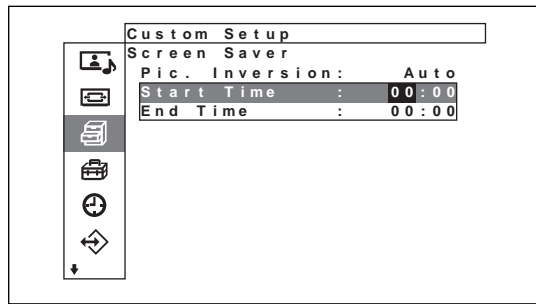 Custom Setup
Screen Saver
Pic. Inversion: Auto
Start Time : 00:00
End Time : 00:00